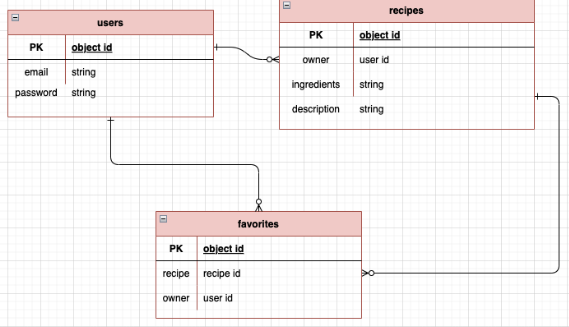 users
PK object id
email string
password string
recipes
PK object id
owner user id
ingredients string
description string
favorites
PK object id
recipe recipe id
owner user id